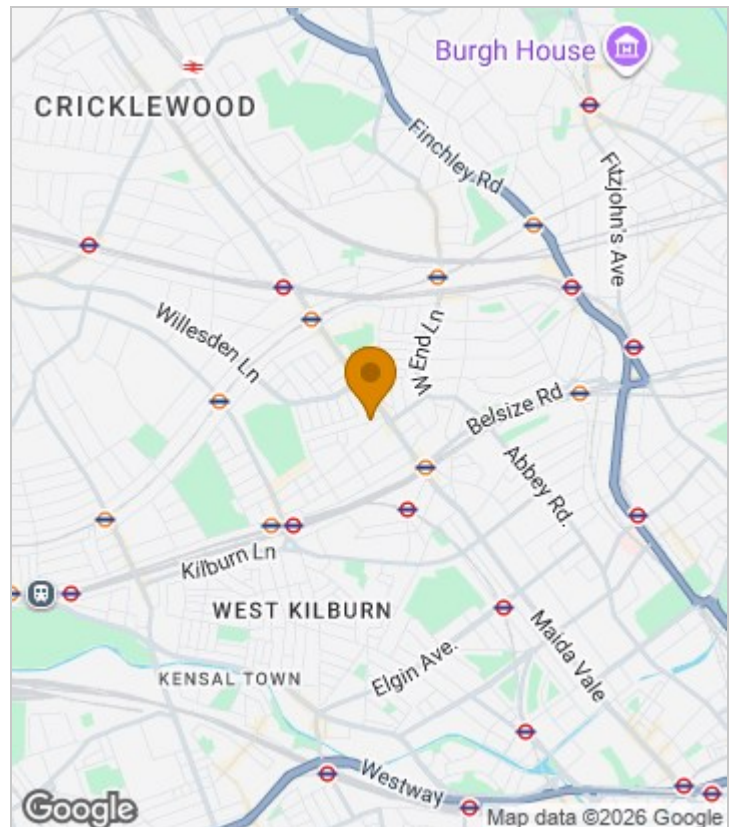 Burgh House
CRICKLEWOOD
Finchley Rd
Fitzjohn's Ave
Willesden Ln
W End Ln
Belsize Rd
Abbey Rd.
Kilburn Ln
WEST KILBURN
Maida Vale
Elgin Ave.
KENSAL TOWN
Westway
Google
Map data ©2026 Google